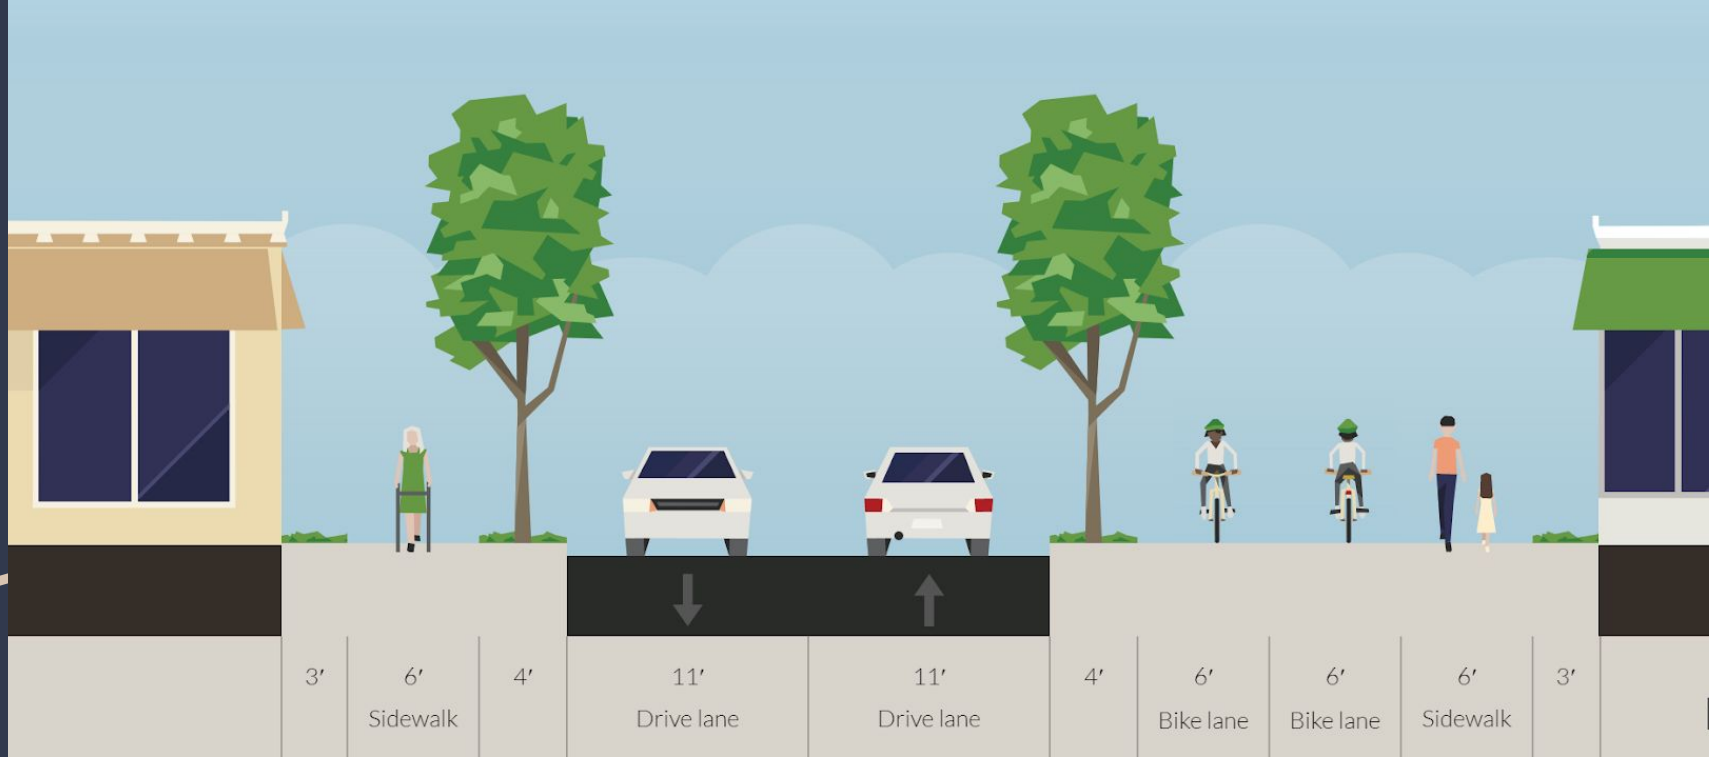 3′ 6′ 4′ 11′ 11′ 4′ 6′ 6′ 6′ 3′
Sidewalk Drive lane Drive lane Bike lane Bike lane Sidewalk